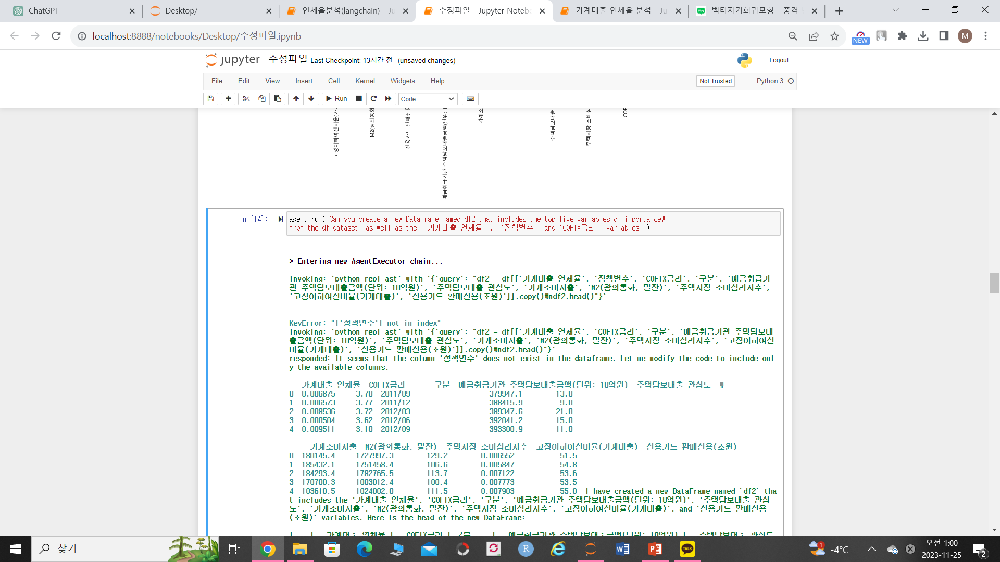 ChatGPT
Desktop/
연체율분석(langchain) - Ju
수정파일 - Jupyter Notebo
가계대출 연체율 분석 - Ju
벡터자기회귀모형 - 충격-
localhost:8888/notebooks/Desktop/수정파일.ipynb
NEW
M
jupyter 수정파일 Last Checkpoint: 13시간 전 (unsaved changes)
Logout
File Edit View Insert Cell Kernel Widgets Help
Not Trusted
Python 3
Run
Code
고정이하여신비율(가계
M2(광의통화
신용카드 판매신용
예금취급기관 주택담보대출금액(단위: 1
가계소
주택담보대출
주택시장 소비심
COF
In [14]:
agent.run("Can you create a new DataFrame named df2 that includes the top five variables of importance₩
from the df dataset, as well as the ‘가계대출 연체율’, ‘정책변수’ and 'COFIX금리’ variables?")
> Entering new AgentExecutor chain...
Invoking: `python_repl_ast` with `{'query': "df2 = df[['가계대출 연체율', '정책변수', 'COFIX금리', '구분', '예금취급기
관 주택담보대출금액(단위: 10억원)', '주택담보대출 관심도', '가계소비지출', 'M2(광의통화, 말잔)', '주택시장 소비심리지수',
'고정이하여신비율(가계대출)', '신용카드 판매신용(조원)']].copy()₩ndf2.head()"}`
KeyError: "['정책변수'] not in index"
Invoking: `python_repl_ast` with `{'query': "df2 = df[['가계대출 연체율', 'COFIX금리', '구분', '예금취급기관 주택담보대
출금액(단위: 10억원)', '주택담보대출 관심도', '가계소비지출', 'M2(광의통화, 말잔)', '주택시장 소비심리지수', '고정이하여신
비율(가계대출)', '신용카드 판매신용(조원)']].copy()₩ndf2.head()"}`
responded: It seems that the column '정책변수' does not exist in the dataframe. Let me modify the code to include onl
y the available columns.
가계대출 연체율 COFIX금리 구분 예금취급기관 주택담보대출금액(단위: 10억원) 주택담보대출 관심도 ₩
0 0.006875 3.70 2011/09 379947.1 13.0
1 0.006573 3.77 2011/12 388415.9 9.0
2 0.008536 3.72 2012/03 389347.6 21.0
3 0.008504 3.62 2012/06 392841.2 15.0
4 0.009511 3.18 2012/09 393380.9 11.0
가계소비지출 M2(광의통화, 말잔) 주택시장 소비심리지수 고정이하여신비율(가계대출) 신용카드 판매신용(조원)
0 180145.4 1727997.3 129.2 0.006552 51.5
1 185432.1 1751458.4 106.6 0.005847 54.8
2 184293.4 1782765.5 113.7 0.007122 53.6
3 178780.3 1803812.4 100.4 0.007773 53.5
4 183618.5 1824002.8 111.5 0.007983 55.0 I have created a new DataFrame named `df2` tha
t includes the '가계대출 연체율', 'COFIX금리', '구분', '예금취급기관 주택담보대출금액(단위: 10억원)', '주택담보대출 관심
도', '가계소비지출', 'M2(광의통화, 말잔)', '주택시장 소비심리지수', '고정이하여신비율(가계대출)', and '신용카드 판매신용
(조원)' variables. Here is the head of the new DataFrame:
| | 가계대출 연체율 | COFIX금리 | 구분 | 예금취급기관 주택담보대출금액(단위: 10억원) | 주택담보대출 관심도
찾기
TALK
1
-4°C
오전 1:00
2023-11-25
2